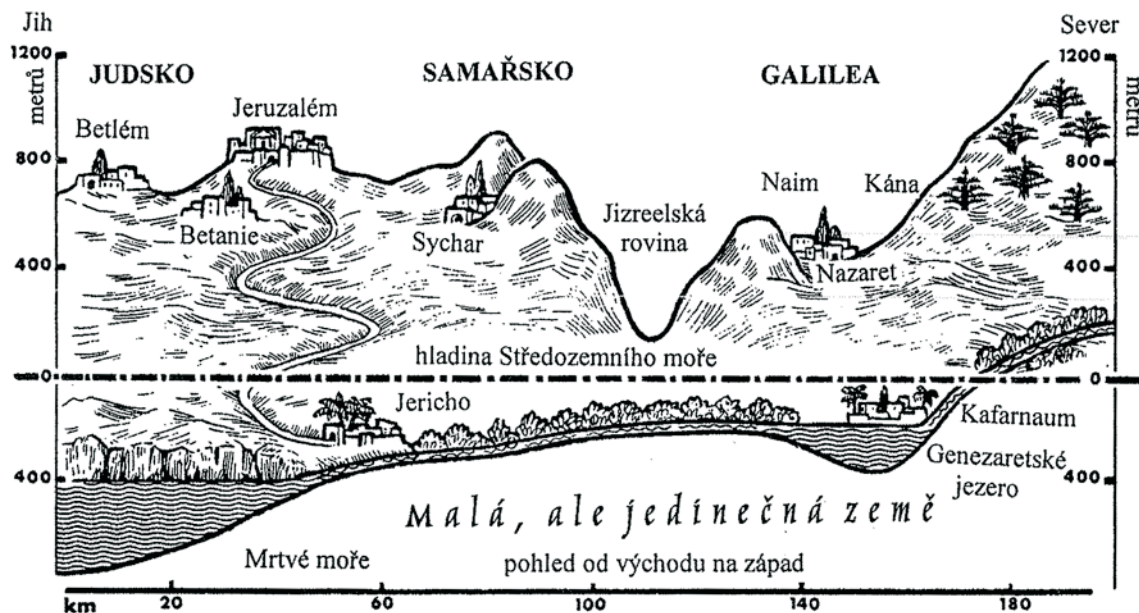 Jih
Sever
1200
1200
metrů
metrů
JUDSKO
SAMAŘSKO
GALILEA
Jeruzalém
Betlém
800
800
Naim
Kána
Betanie
Sychar
Jizreelská
rovina
Nazaret
400
400
hladina Středozemního moře
0
0
Jericho
Kafarnaum
Genezaretské
jezero
400
400
Malá, ale jedinečná země
Mrtvé moře
pohled od východu na západ
km
20
60
100
140
180